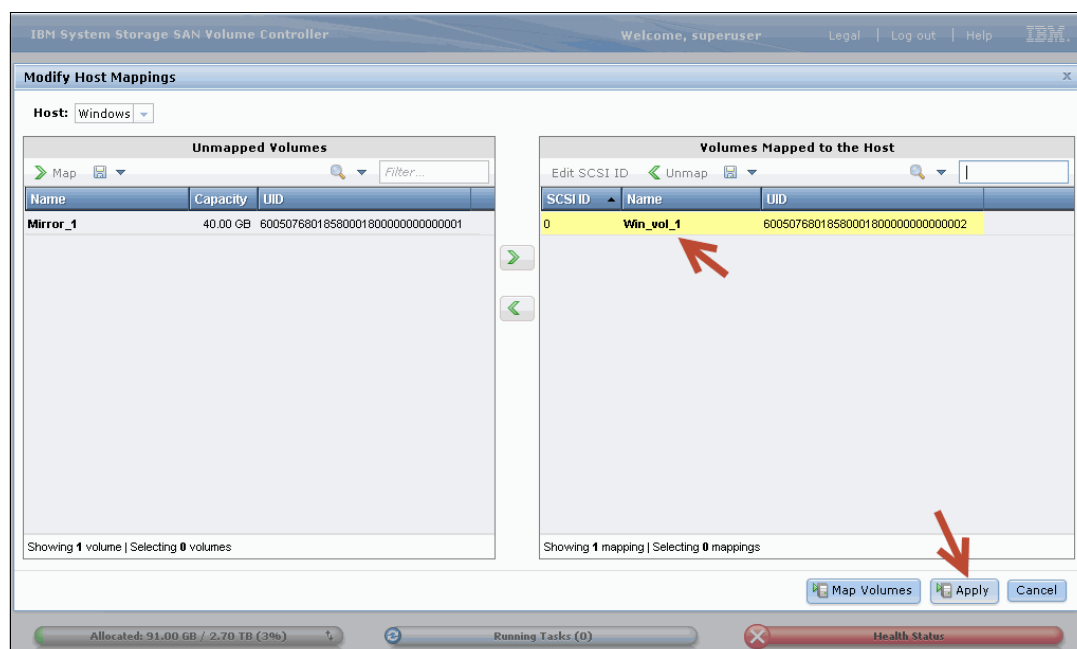 IBM System Storage SAN Volume Controller Welcome, superuser Legal | Log out | Help IBM.
Modify Host Mappings x
Host: Windows
Unmapped Volumes
Map Filter...
Name Capacity UID
Mirror_1 40.00 GB 60050768018580001800000000000001
Showing 1 volume | Selecting 0 volumes
Volumes Mapped to the Host
Edit SCSI ID Unmap
SCSI ID Name UID
0 Win_vol_1 60050768018580001800000000000002
Showing 1 mapping | Selecting 0 mappings
Map Volumes Apply Cancel
Allocated: 91.00 GB / 2.70 TB (3%) Running Tasks (0) Health Status